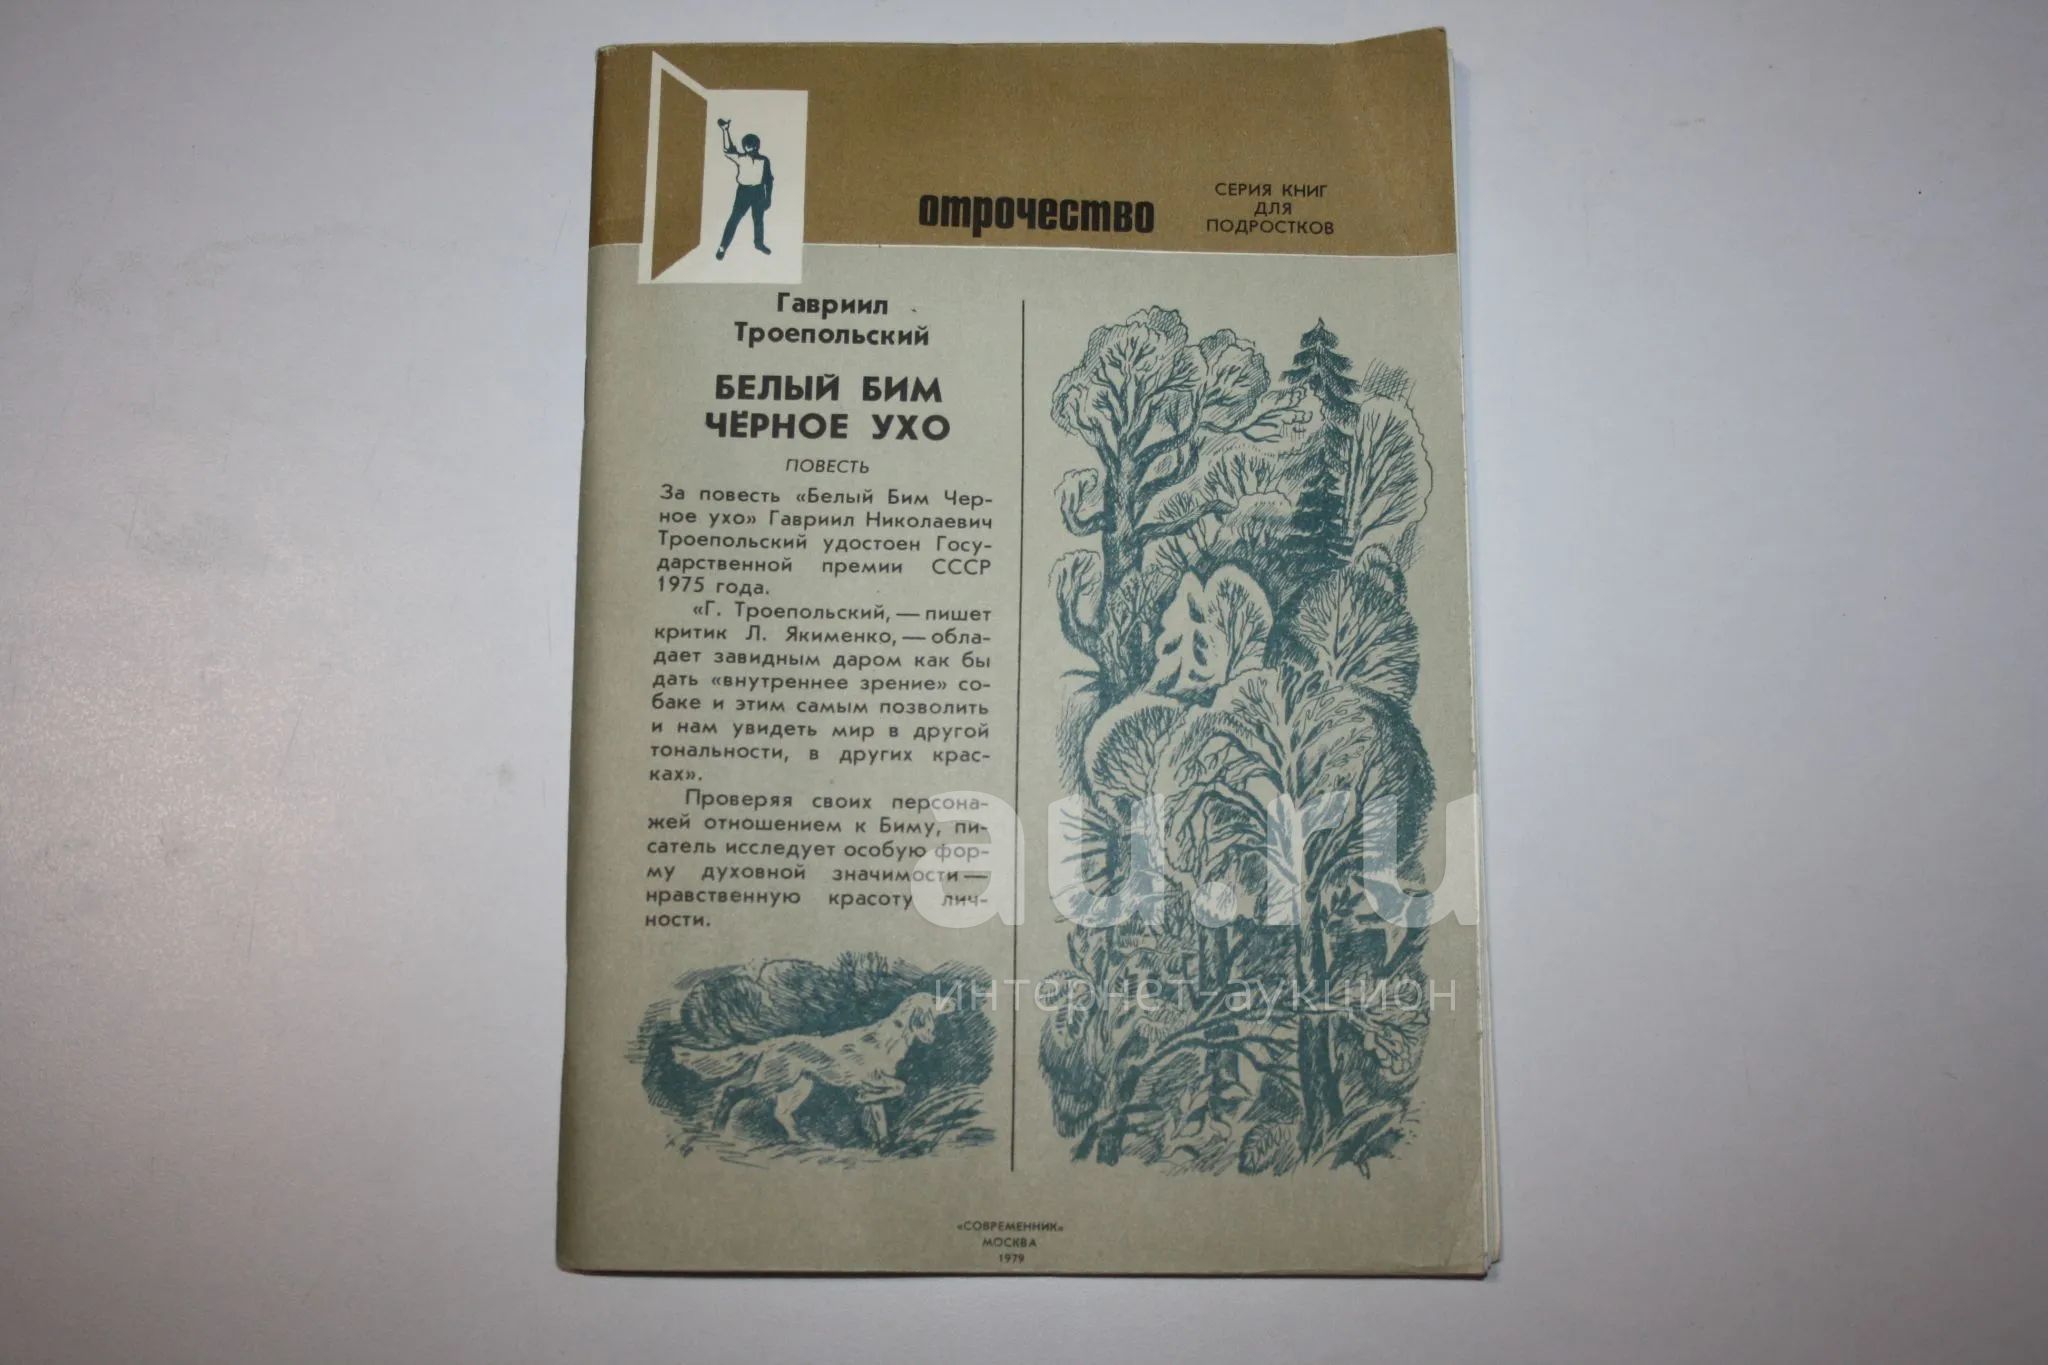 отрочество
СЕРИЯ КНИГ
ДЛЯ
ПОДРОСТКОВ
Гавриил
Троепольский
БЕЛЫЙ БИМ
ЧЁРНОЕ УХО
ПОВЕСТЬ
За повесть «Белый Бим Чер-
ное ухо» Гавриил Николаевич
Троепольский удостоен Госу-
дарственной премии СССР
1975 года.
«Г. Троепольский, — пишет
критик Л. Якименко, — обла-
дает завидным даром как бы
дать «внутреннее зрение» со-
баке и этим самым позволить
и нам увидеть мир в другой
тональности, в других крас-
ках».
Проверяя своих персона-
жей отношением к Биму, пи-
сатель исследует особую фор-
му духовной значимости —
нравственную красоту лич-
ности.
au.ru
интернет-аукцион
«СОВРЕМЕННИК»
МОСКВА
1979